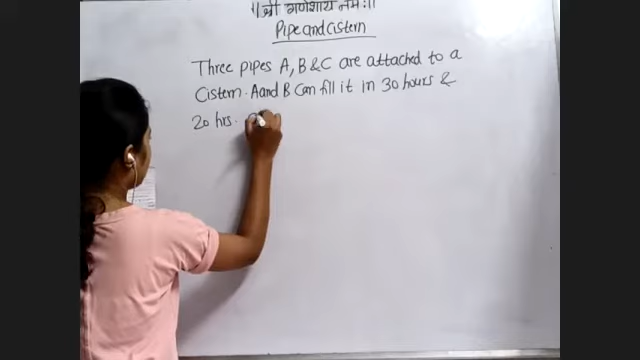 ॥श्री गणेशाय नमः॥
Pipe and cistern
Three pipes A, B & C are attached to a
Cistern. A and B Can fill it in 30 hours &
20 hrs.